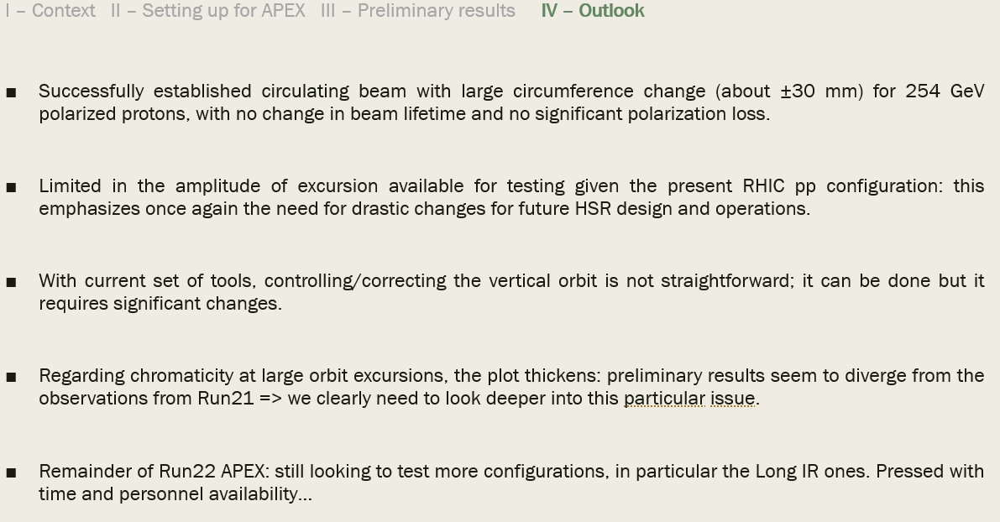 I – Context II – Setting up for APEX III – Preliminary results IV – Outlook
■ Successfully established circulating beam with large circumference change (about ±30 mm) for 254 GeV
polarized protons, with no change in beam lifetime and no significant polarization loss.
■ Limited in the amplitude of excursion available for testing given the present RHIC pp configuration: this
emphasizes once again the need for drastic changes for future HSR design and operations.
■ With current set of tools, controlling/correcting the vertical orbit is not straightforward; it can be done but it
requires significant changes.
■ Regarding chromaticity at large orbit excursions, the plot thickens: preliminary results seem to diverge from the
observations from Run21 => we clearly need to look deeper into this particular issue.
■ Remainder of Run22 APEX: still looking to test more configurations, in particular the Long IR ones. Pressed with
time and personnel availability...